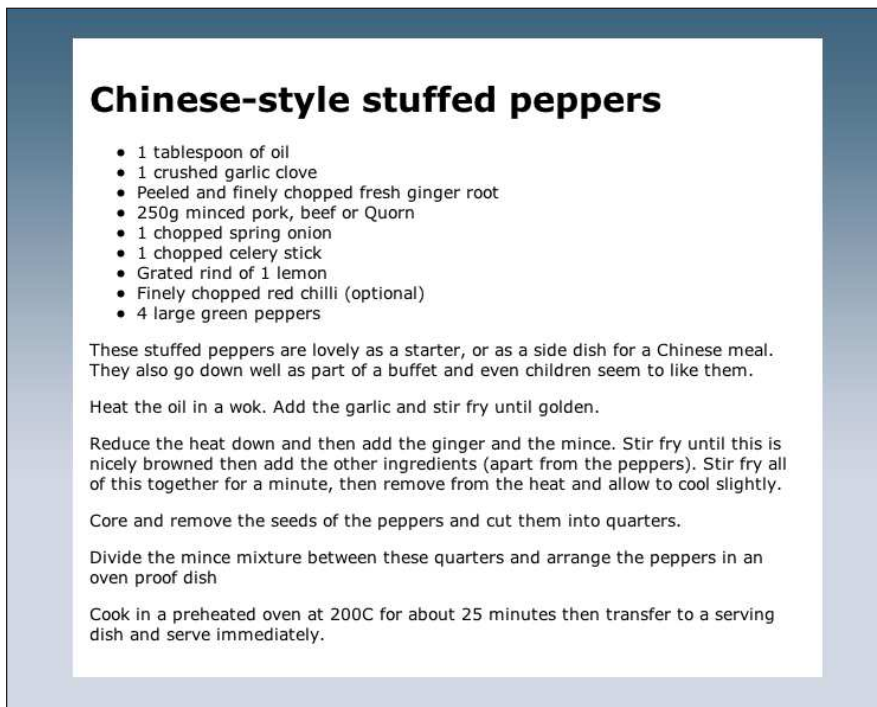 Chinese-style stuffed peppers
• 1 tablespoon of oil
• 1 crushed garlic clove
• Peeled and finely chopped fresh ginger root
• 250g minced pork, beef or Quorn
• 1 chopped spring onion
• 1 chopped celery stick
• Grated rind of 1 lemon
• Finely chopped red chilli (optional)
• 4 large green peppers
These stuffed peppers are lovely as a starter, or as a side dish for a Chinese meal.
They also go down well as part of a buffet and even children seem to like them.
Heat the oil in a wok. Add the garlic and stir fry until golden.
Reduce the heat down and then add the ginger and the mince. Stir fry until this is
nicely browned then add the other ingredients (apart from the peppers). Stir fry all
of this together for a minute, then remove from the heat and allow to cool slightly.
Core and remove the seeds of the peppers and cut them into quarters.
Divide the mince mixture between these quarters and arrange the peppers in an
oven proof dish
Cook in a preheated oven at 200C for about 25 minutes then transfer to a serving
dish and serve immediately.